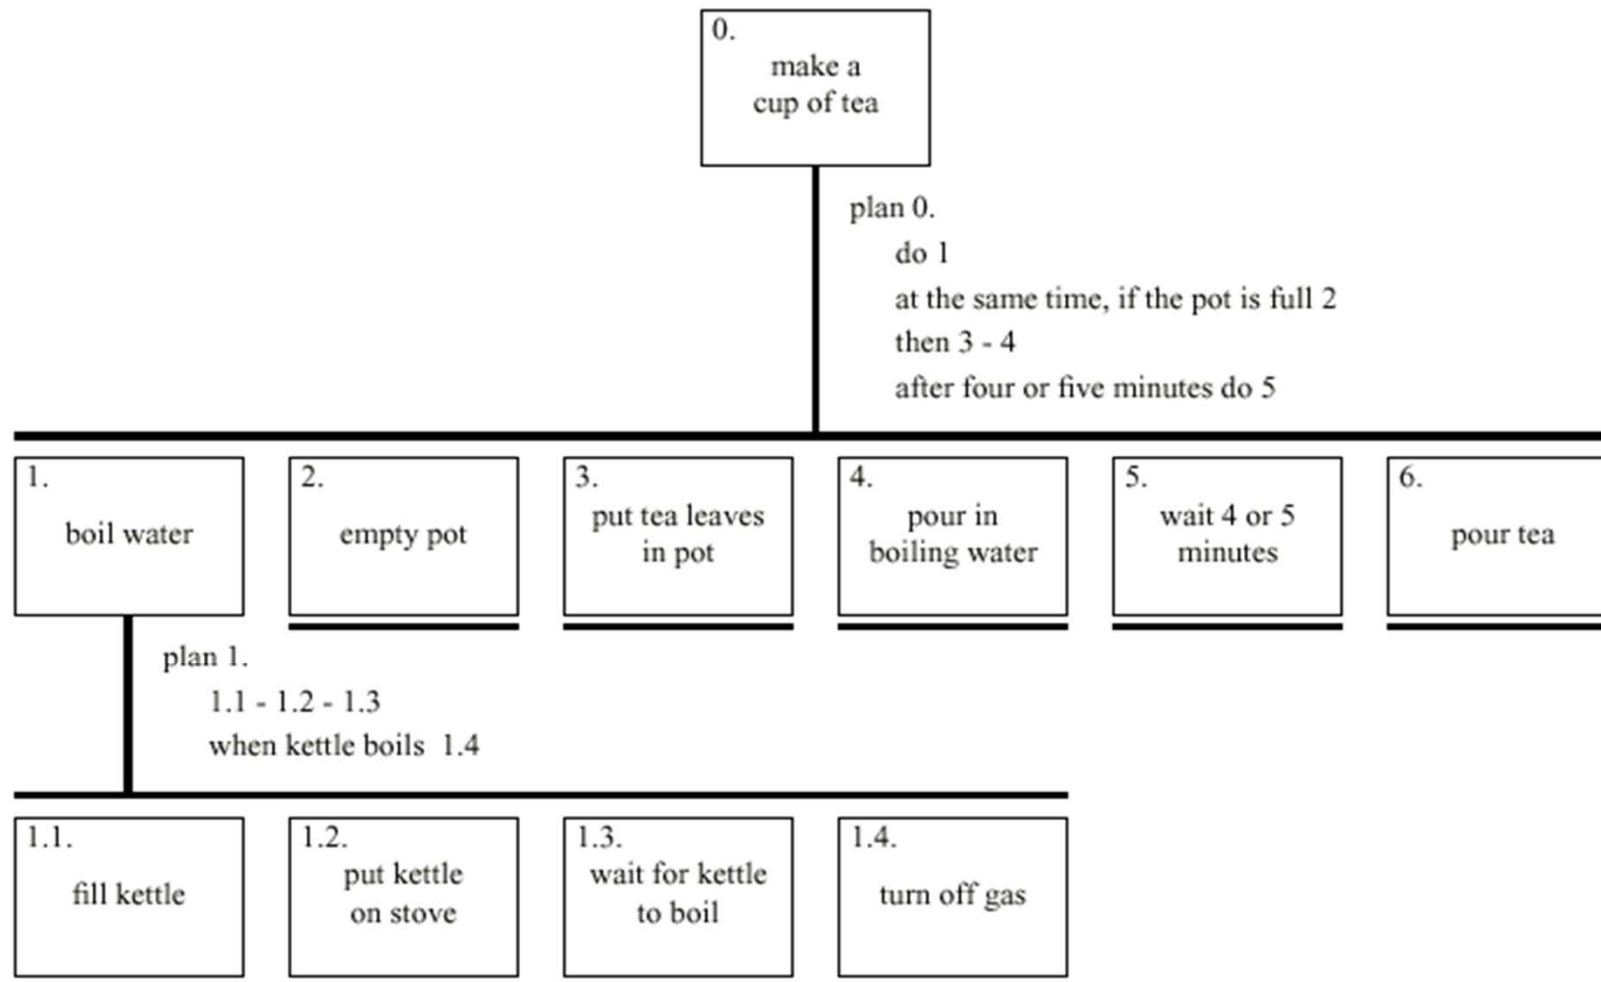 0.
make a
cup of tea
plan 0.
do 1
at the same time, if the pot is full 2
then 3 - 4
after four or five minutes do 5
1.
boil water
2.
empty pot
3.
put tea leaves
in pot
4.
pour in
boiling water
5.
wait 4 or 5
minutes
6.
pour tea
plan 1.
1.1 - 1.2 - 1.3
when kettle boils 1.4
1.1.
fill kettle
1.2.
put kettle
on stove
1.3.
wait for kettle
to boil
1.4.
turn off gas